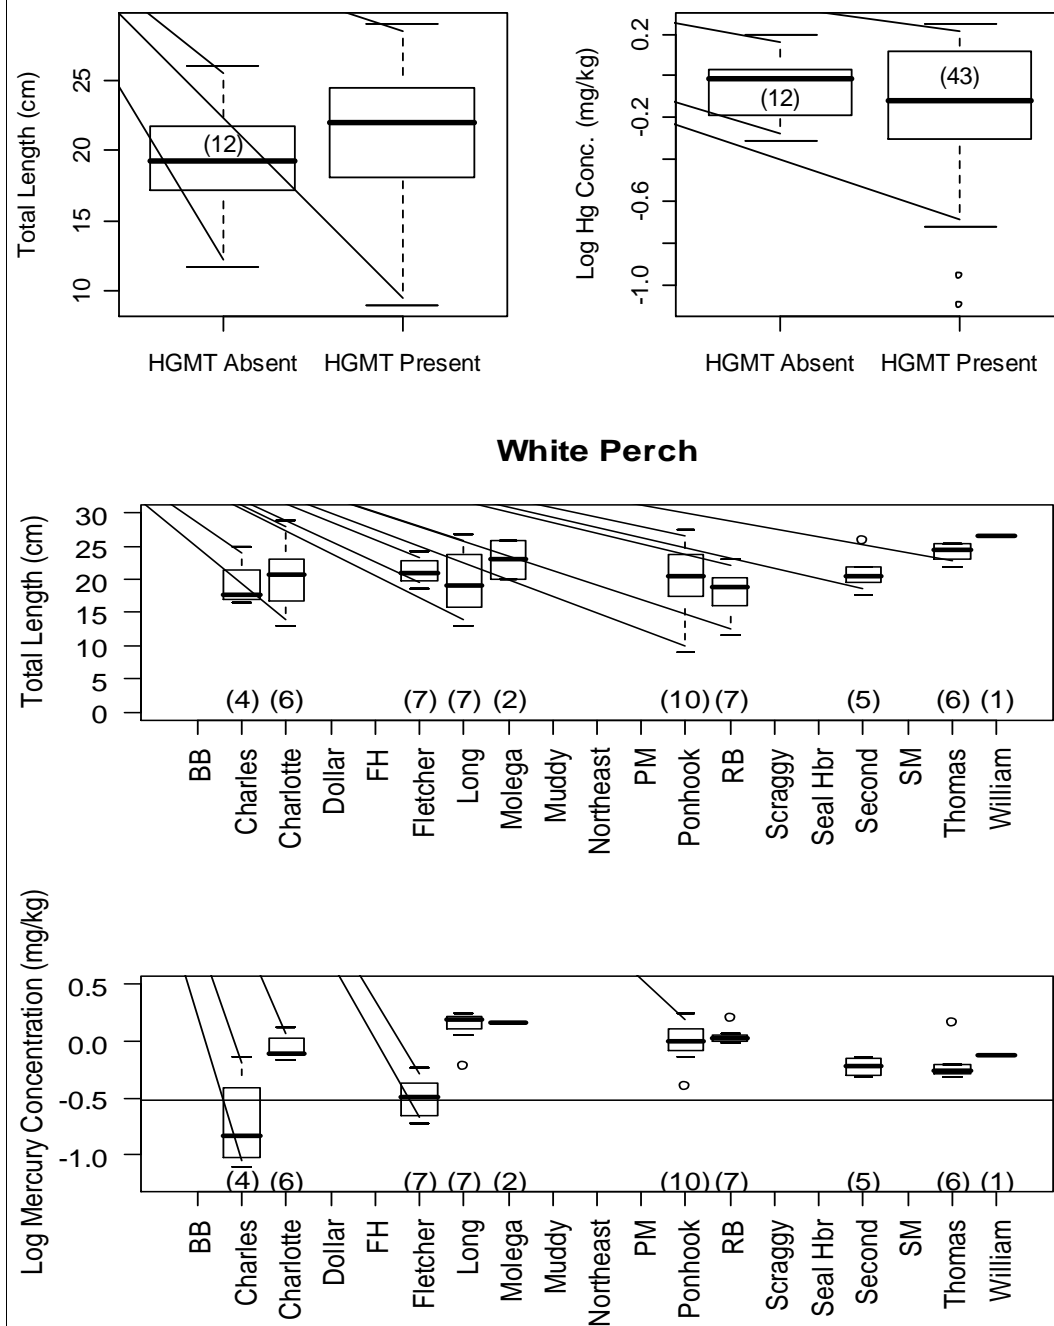 Total Length (cm)
25
20
15
10
(12)
HGMT Absent HGMT Present
Log Hg Conc. (mg/kg)
0.2
-0.2
-0.6
-1.0
(12)
(43)
HGMT Absent HGMT Present
White Perch
Total Length (cm)
30
25
20
15
10
5
0
(4) (6) (7) (7) (2) (10) (7) (5) (6) (1)
BB
Charles
Charlotte
Dollar
FH
Fletcher
Long
Molega
Muddy
Northeast
PM
Ponhook
RB
Scraggy
Seal Hbr
Second
SM
Thomas
William
Log Mercury Concentration (mg/kg)
0.5
0.0
-0.5
-1.0
(4) (6) (7) (7) (2) (10) (7) (5) (6) (1)
BB
Charles
Charlotte
Dollar
FH
Fletcher
Long
Molega
Muddy
Northeast
PM
Ponhook
RB
Scraggy
Seal Hbr
Second
SM
Thomas
William